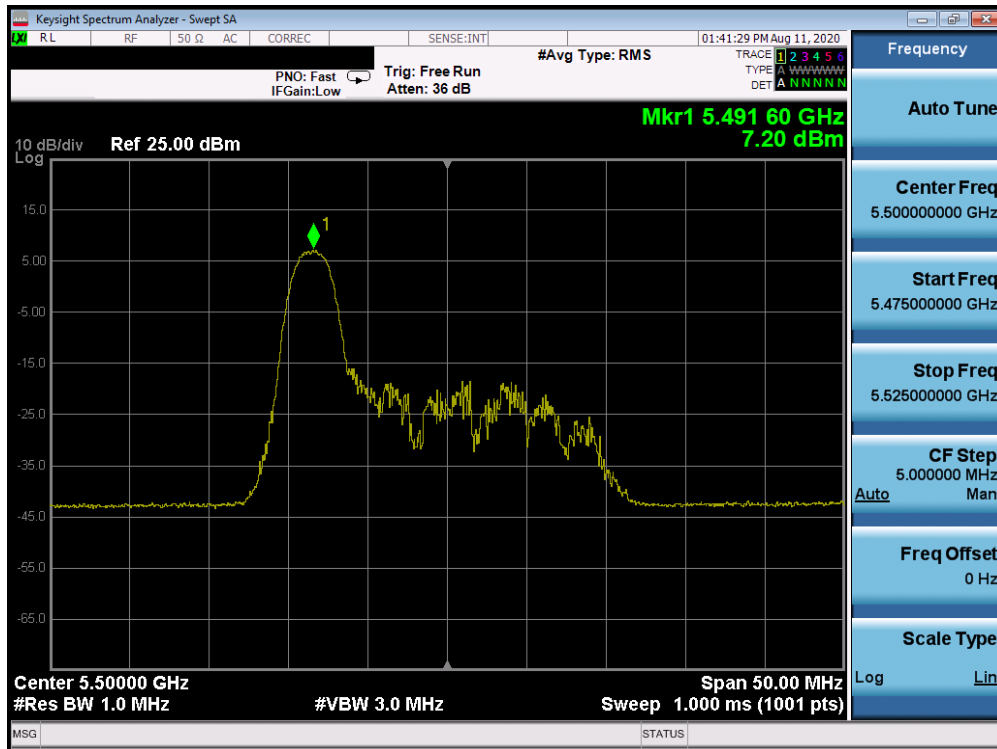 Keysight Spectrum Analyzer - Swept SA
LXI RL RF 50 Ω AC CORREC SENSE:INT 01:41:29 PM Aug 11, 2020
#Avg Type: RMS TRACE 1 2 3 4 5 6
PNO: Fast Trig: Free Run TYPE A WWWWW
IFGain:Low Atten: 36 dB DET A N N N N N
Mkr1 5.491 60 GHz
7.20 dBm
10 dB/div Ref 25.00 dBm
Log
1
15.0
5.00
-5.00
-15.0
-25.0
-35.0
-45.0
-55.0
-65.0
Center 5.50000 GHz Span 50.00 MHz
#Res BW 1.0 MHz #VBW 3.0 MHz Sweep 1.000 ms (1001 pts)
MSG STATUS
Frequency
Auto Tune
Center Freq
5.500000000 GHz
Start Freq
5.475000000 GHz
Stop Freq
5.525000000 GHz
CF Step
5.000000 MHz
Auto Man
Freq Offset
0 Hz
Scale Type
Log Lin